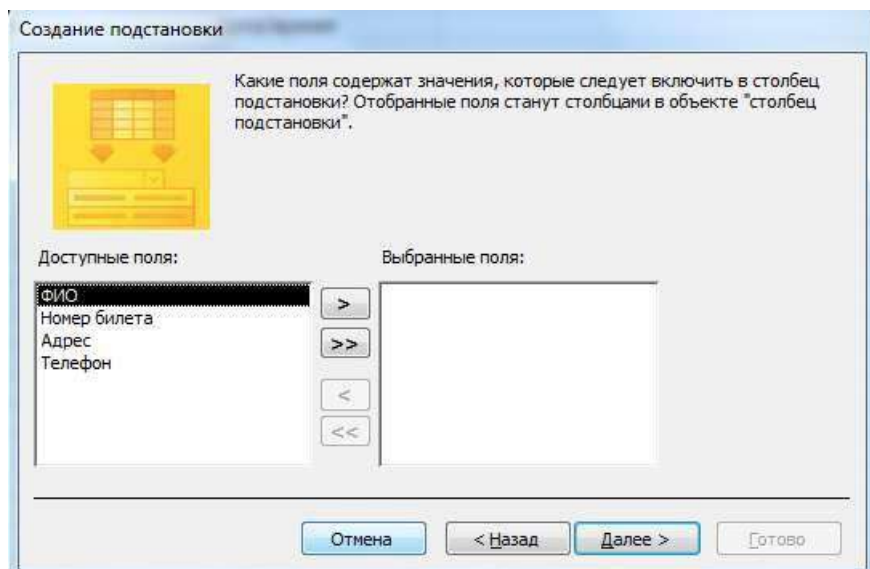 Создание подстановки
Какие поля содержат значения, которые следует включить в столбец
подстановки? Отобранные поля станут столбцами в объекте "столбец
подстановки".
Доступные поля:
Выбранные поля:
ФИО
Номер билета
Адрес
Телефон
>
>>
<
<<
Отмена
< Назад
Далее >
Готово